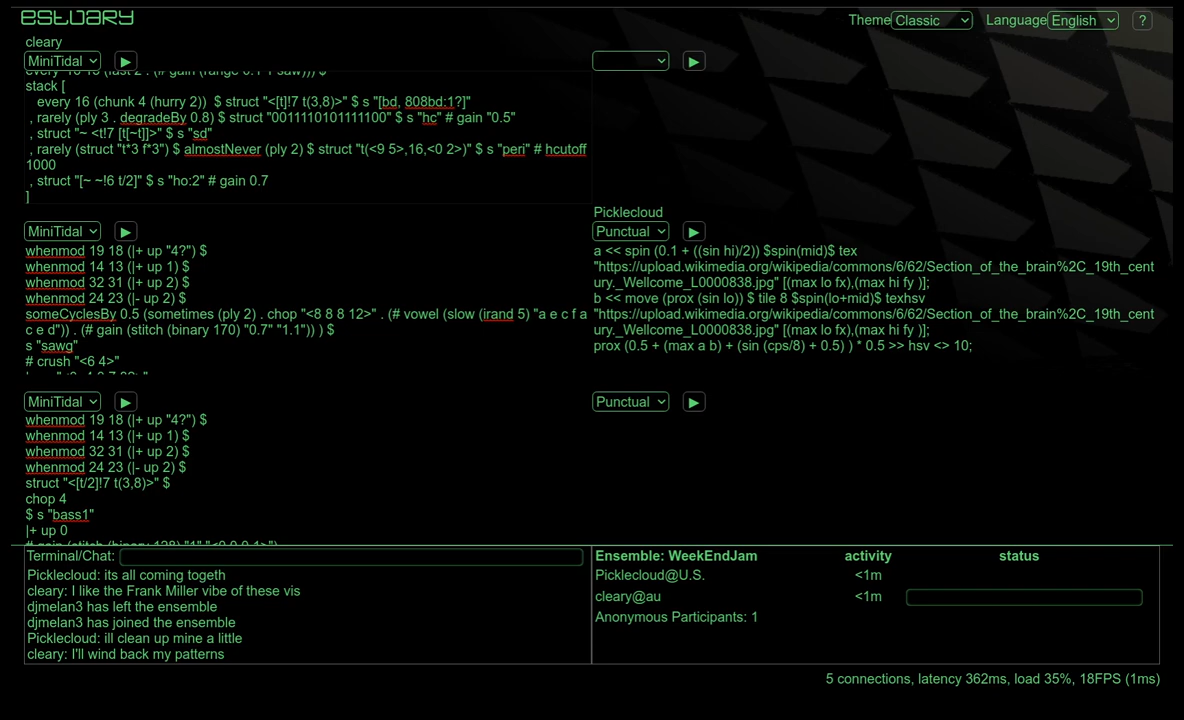 estuary
Theme Classic Language English ?
cleary
MiniTidal
stack [
every 16 (chunk 4 (hurry 2)) $ struct "<[t]!7 t(3,8)>" $ s "[bd, 808bd:1?]"
, rarely (ply 3 . degradeBy 0.8) $ struct "0011110101111100" $ s "hc" # gain "0.5"
, struct "~ <t!7 [t[~t]]>" $ s "sd"
, rarely (struct "t*3 f*3") $ almostNever (ply 2) $ struct "t(<9 5>,16,<0 2>)" $ s "peri" # hcutoff
1000
, struct "[~ ~!6 t/2]" $ s "ho:2" # gain 0.7
]
MiniTidal
whenmod 19 18 (|+ up "4?") $
whenmod 14 13 (|+ up 1) $
whenmod 32 31 (|+ up 2) $
whenmod 24 23 (|- up 2) $
someCyclesBy 0.5 (sometimes (ply 2) . chop "<8 8 8 12>" . (# vowel (slow (irand 5) "a e c f a
c e d")) . (# gain (stitch (binary 170) "0.7" "1.1")) ) $
s "sawg"
# crush "<6 4>"
MiniTidal
whenmod 19 18 (|+ up "4?") $
whenmod 14 13 (|+ up 1) $
whenmod 32 31 (|+ up 2) $
whenmod 24 23 (|- up 2) $
struct "<[t/2]!7 t(3,8)>" $
chop 4
$ s "bass1"
|+ up 0
Picklecloud
Punctual
a << spin (0.1 + ((sin hi)/2)) $spin(mid)$ tex
"https://upload.wikimedia.org/wikipedia/commons/6/62/Section_of_the_brain%2C_19th_cent
ury._Wellcome_L0000838.jpg" [(max lo fx),(max hi fy )];
b << move (prox (sin lo)) $ tile 8 $spin(lo+mid)$ texhsv
"https://upload.wikimedia.org/wikipedia/commons/6/62/Section_of_the_brain%2C_19th_cent
ury._Wellcome_L0000838.jpg" [(max lo fx),(max hi fy )];
prox (0.5 + (max a b) + (sin (cps/8) + 0.5) ) * 0.5 >> hsv <> 10;
Punctual
Terminal/Chat:
Picklecloud: its all coming togeth
cleary: I like the Frank Miller vibe of these vis
djmelan3 has left the ensemble
djmelan3 has joined the ensemble
Picklecloud: ill clean up mine a little
cleary: I'll wind back my patterns
Ensemble: WeekEndJam activity status
Picklecloud@U.S. <1m
cleary@au <1m
Anonymous Participants: 1
5 connections, latency 362ms, load 35%, 18FPS (1ms)